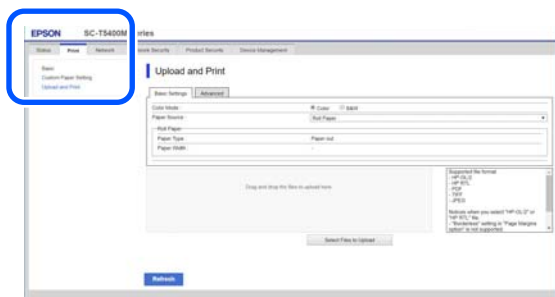 EPSON SC-T5400M Series
Status Print Network Network Security Product Security Device Management
Basic
Custom Paper Setting
Upload and Print
Upload and Print
Basic Settings Advanced
Color Mode : Color B&W
Paper Source : Roll Paper
Roll Paper
Paper Type : Paper out
Paper Width : -
Drag and drop the files to upload here.
Supported file format
- HP-GL/2
- HP RTL
- PDF
- TIFF
- JPEG
Notices when you select "HP-GL/2" or
"HP RTL" file.
- "Borderless" setting in "Page Margins
option" is not supported.
Select Files to Upload
Refresh